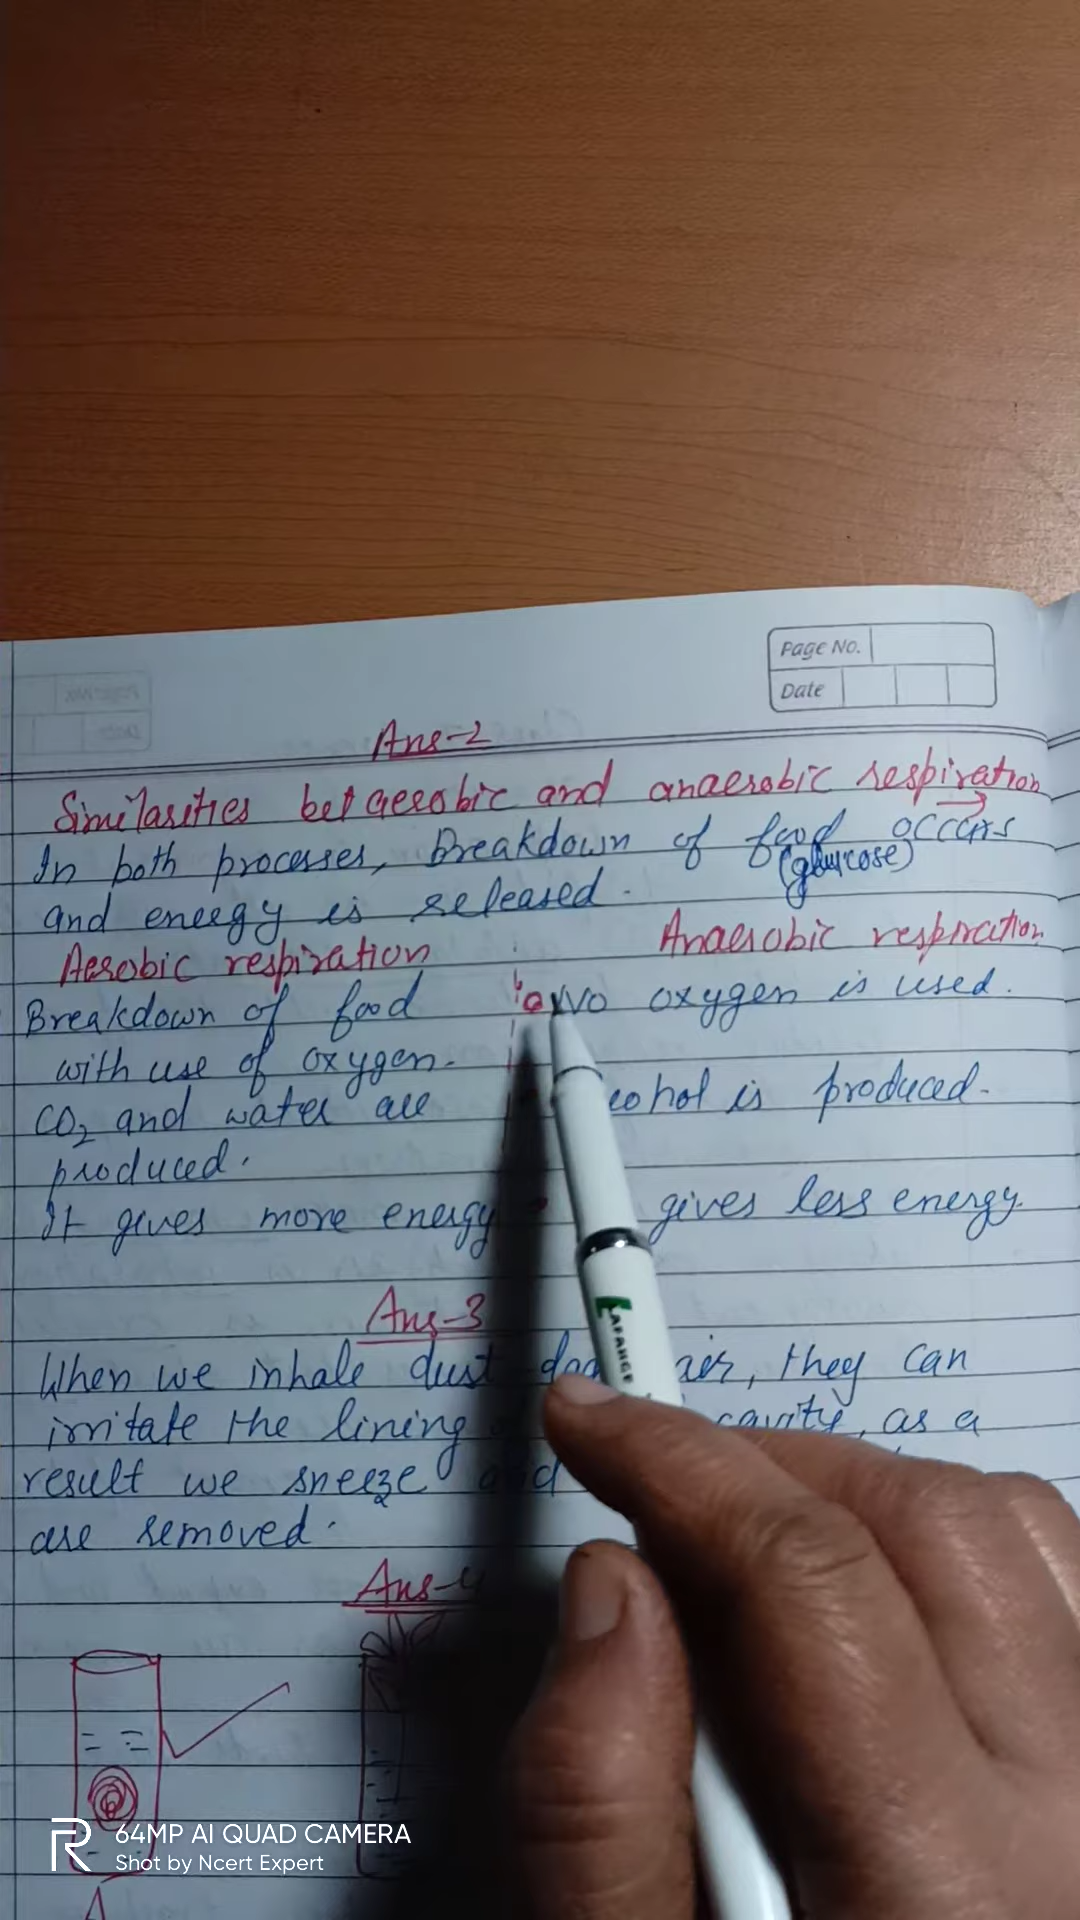 Page No.
Date
Ans-2
Similarities bet aerobic and anaerobic respiration
In both processes, Breakdown of food occurs
(glucose)
and energy is released.
Aerobic respiration
Anaerobic respiration
Breakdown of food
with use of oxygen.
CO₂ and water are
produced.
It gives more energy
a No oxygen is used.
is produced.
gives less energy.
Ans-3
When we inhale dust air, they can
irritate the lining cavity, as a
result we sneeze and
are removed.
Ans-4
A
LAPANGE
R 64MP AI QUAD CAMERA
Shot by Ncert Expert